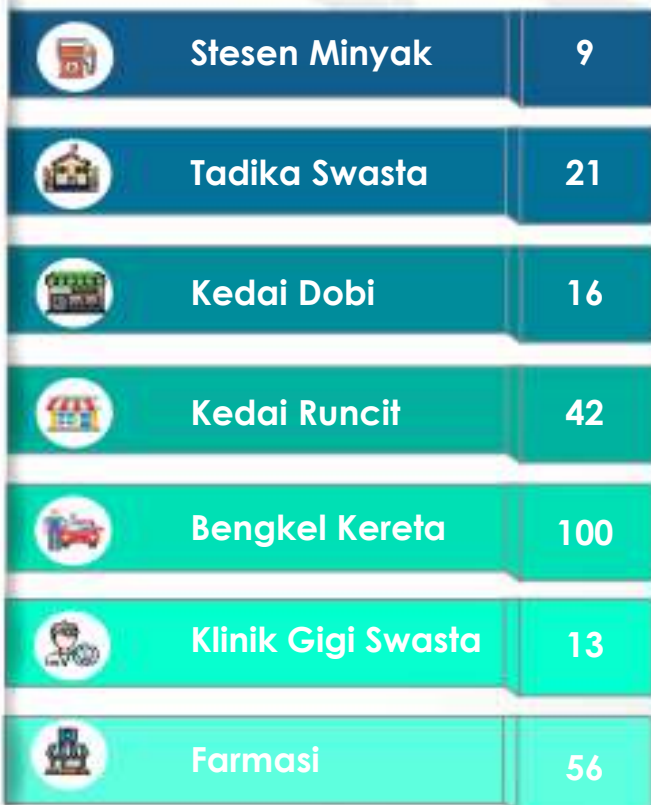 Stesen Minyak 9
Tadika Swasta 21
Kedai Dobi 16
Kedai Runcit 42
Bengkel Kereta 100
Klinik Gigi Swasta 13
Farmasi 56